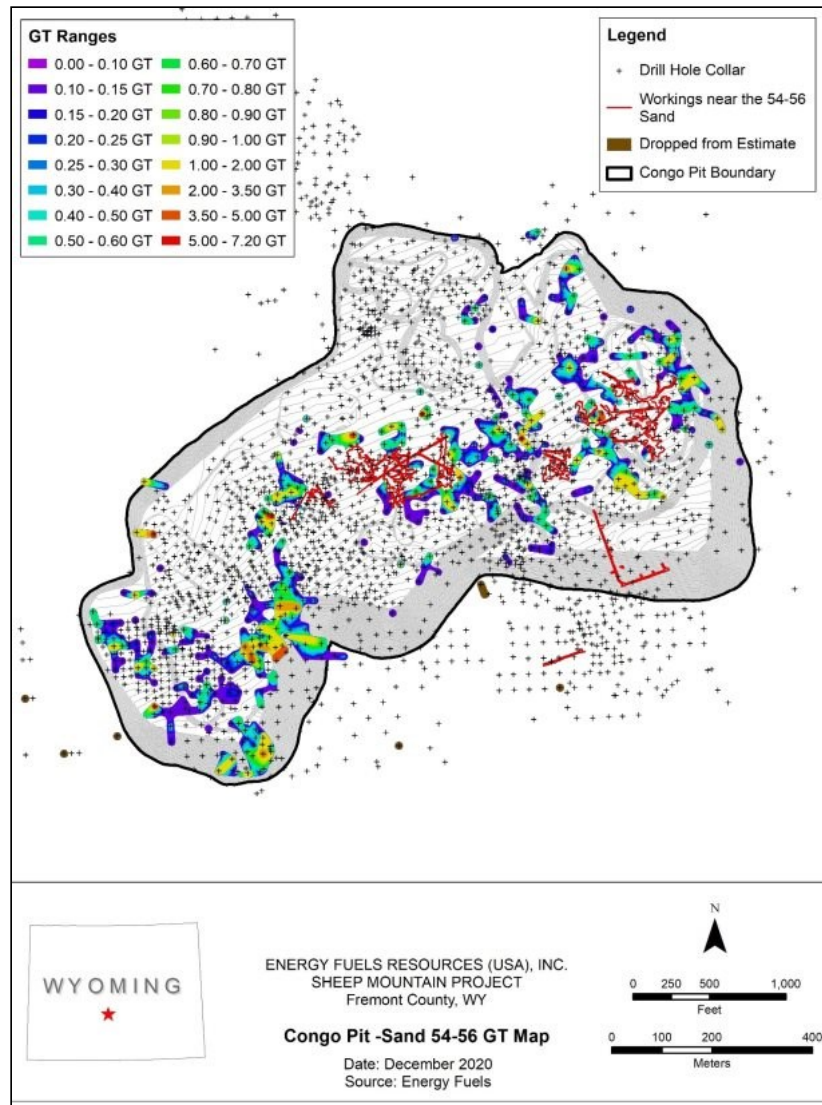 GT Ranges
0.00 - 0.10 GT
0.10 - 0.15 GT
0.15 - 0.20 GT
0.20 - 0.25 GT
0.25 - 0.30 GT
0.30 - 0.40 GT
0.40 - 0.50 GT
0.50 - 0.60 GT
0.60 - 0.70 GT
0.70 - 0.80 GT
0.80 - 0.90 GT
0.90 - 1.00 GT
1.00 - 2.00 GT
2.00 - 3.50 GT
3.50 - 5.00 GT
5.00 - 7.20 GT
Legend
Drill Hole Collar
Workings near the 54-56
Sand
Dropped from Estimate
Congo Pit Boundary
WYOMING
ENERGY FUELS RESOURCES (USA), INC.
SHEEP MOUNTAIN PROJECT
Fremont County, WY
Congo Pit -Sand 54-56 GT Map
Date: December 2020
Source: Energy Fuels
N
0 250 500 1,000
Feet
0 100 200 400
Meters